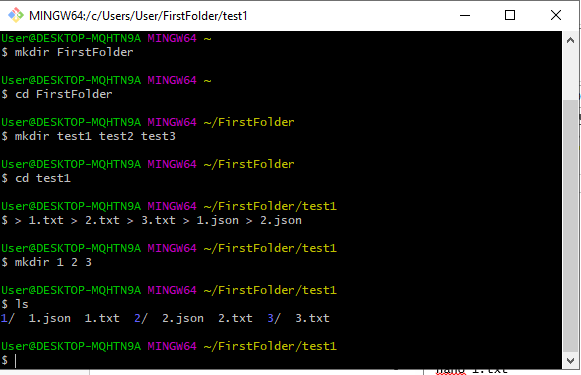 MINGW64:/c/Users/User/FirstFolder/test1
User@DESKTOP-MQHTN9A MINGW64 ~
$ mkdir FirstFolder
User@DESKTOP-MQHTN9A MINGW64 ~
$ cd FirstFolder
User@DESKTOP-MQHTN9A MINGW64 ~/FirstFolder
$ mkdir test1 test2 test3
User@DESKTOP-MQHTN9A MINGW64 ~/FirstFolder
$ cd test1
User@DESKTOP-MQHTN9A MINGW64 ~/FirstFolder/test1
$ > 1.txt > 2.txt > 3.txt > 1.json > 2.json
User@DESKTOP-MQHTN9A MINGW64 ~/FirstFolder/test1
$ mkdir 1 2 3
User@DESKTOP-MQHTN9A MINGW64 ~/FirstFolder/test1
$ ls
1/  1.json  1.txt  2/  2.json  2.txt  3/  3.txt
User@DESKTOP-MQHTN9A MINGW64 ~/FirstFolder/test1
$
nano 1.txt